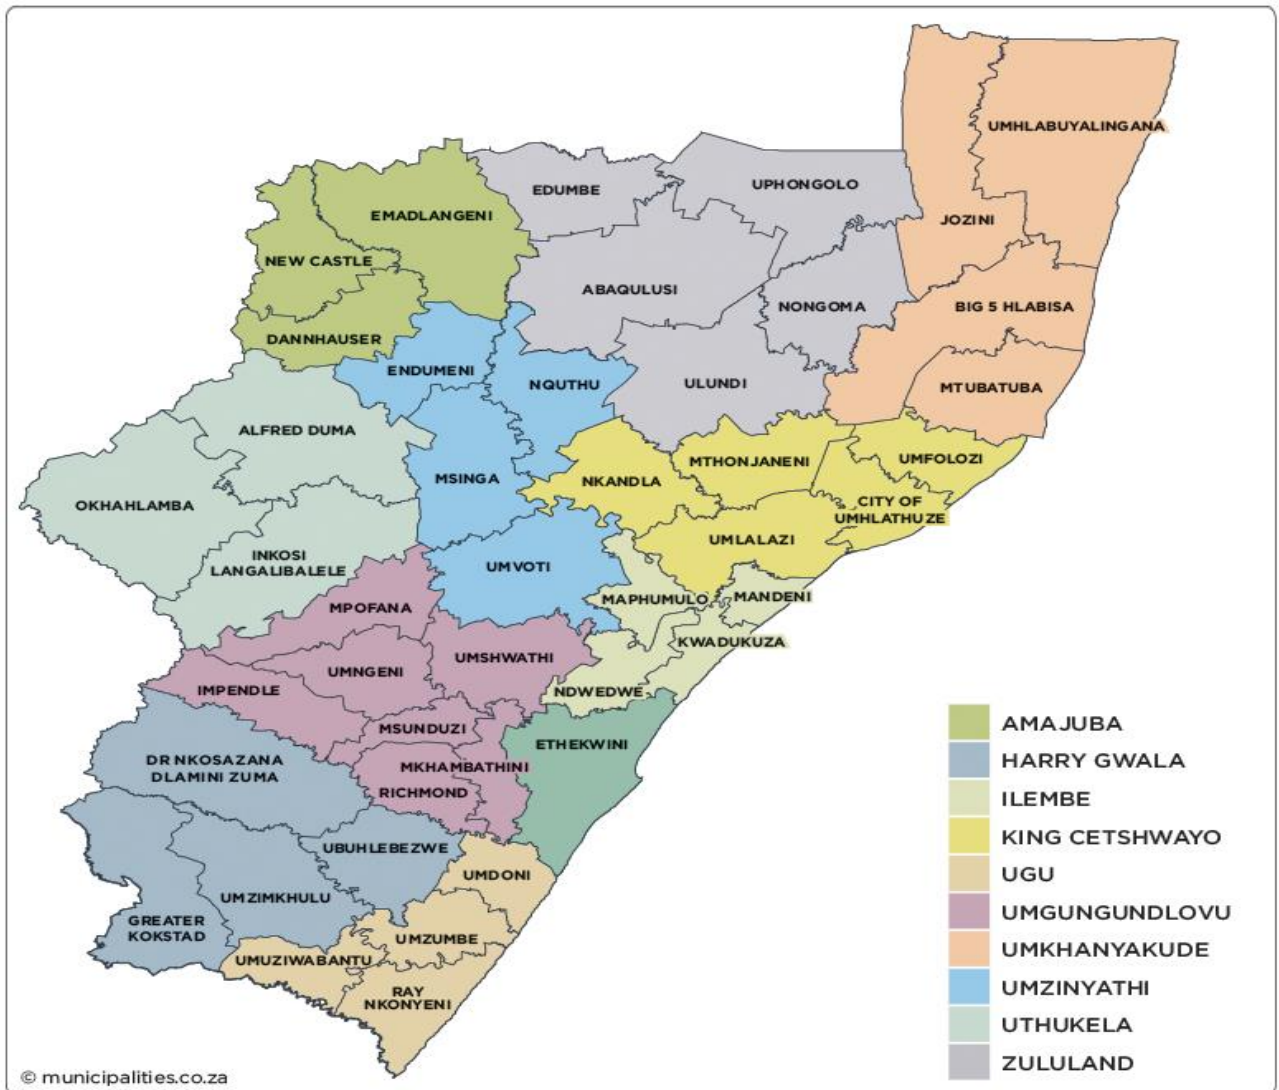 UMHLABUYALINGANA
EDUMBE
UPHONGOLO
EMADLANGENI
JOZINI
NEW CASTLE
ABAQULUSI
NONGOMA
BIG 5 HLABISA
DANNHAUSER
ENDUMENI
NQUTHU
ULUNDI
MTUBATUBA
ALFRED DUMA
MSINGA
NKANDLA
MTHONJANENI
UMFOLOZI
OKHAHLAMBA
CITY OF
UMHLATHUZE
UMLALAZI
INKOSI
LANGALIBALELE
UMVOTI
MAPHUMULO
MANDENI
MPOFANA
KWADUKUZA
UMSHWATHI
UMNGENI
IMPENDLE
NDWEDWE
MSUNDUZI
ETHEKWINI
DR NKOSAZANA
DLAMINI ZUMA
MKHAMBATHINI
RICHMOND
UBUHLEBEZWE
UMDONI
UMZIMKHULU
GREATER
KOKSTAD
UMZUMBE
UMUZIWABANTU
RAY
NKONYENI
AMAJUBA
HARRY GWALA
ILEMBE
KING CETSHWAYO
UGU
UMGUNGUNDLOVU
UMKHANYAKUDE
UMZINYATHI
UTHUKELA
ZULULAND
© municipalities.co.za